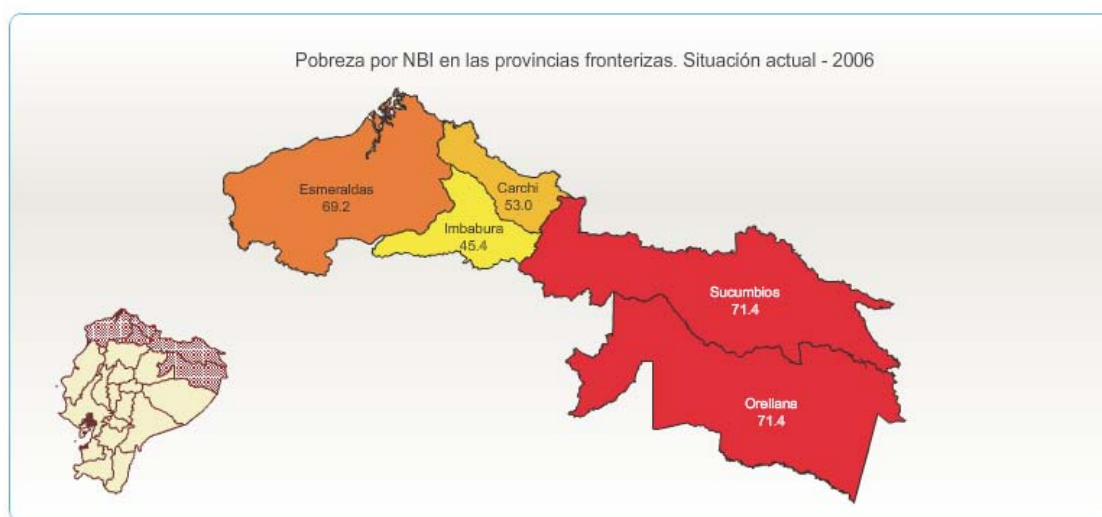 Pobreza por NBI en las provincias fronterizas. Situación actual - 2006
Esmeraldas
69.2
Carchi
53.0
Imbabura
45.4
Sucumbios
71.4
Orellana
71.4